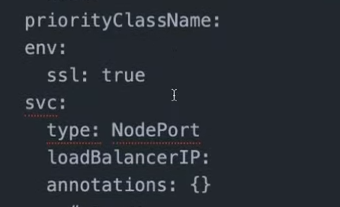 priorityClassName:
env:
  ssl: true
svc:
  type: NodePort
  loadBalancerIP:
  annotations: {}